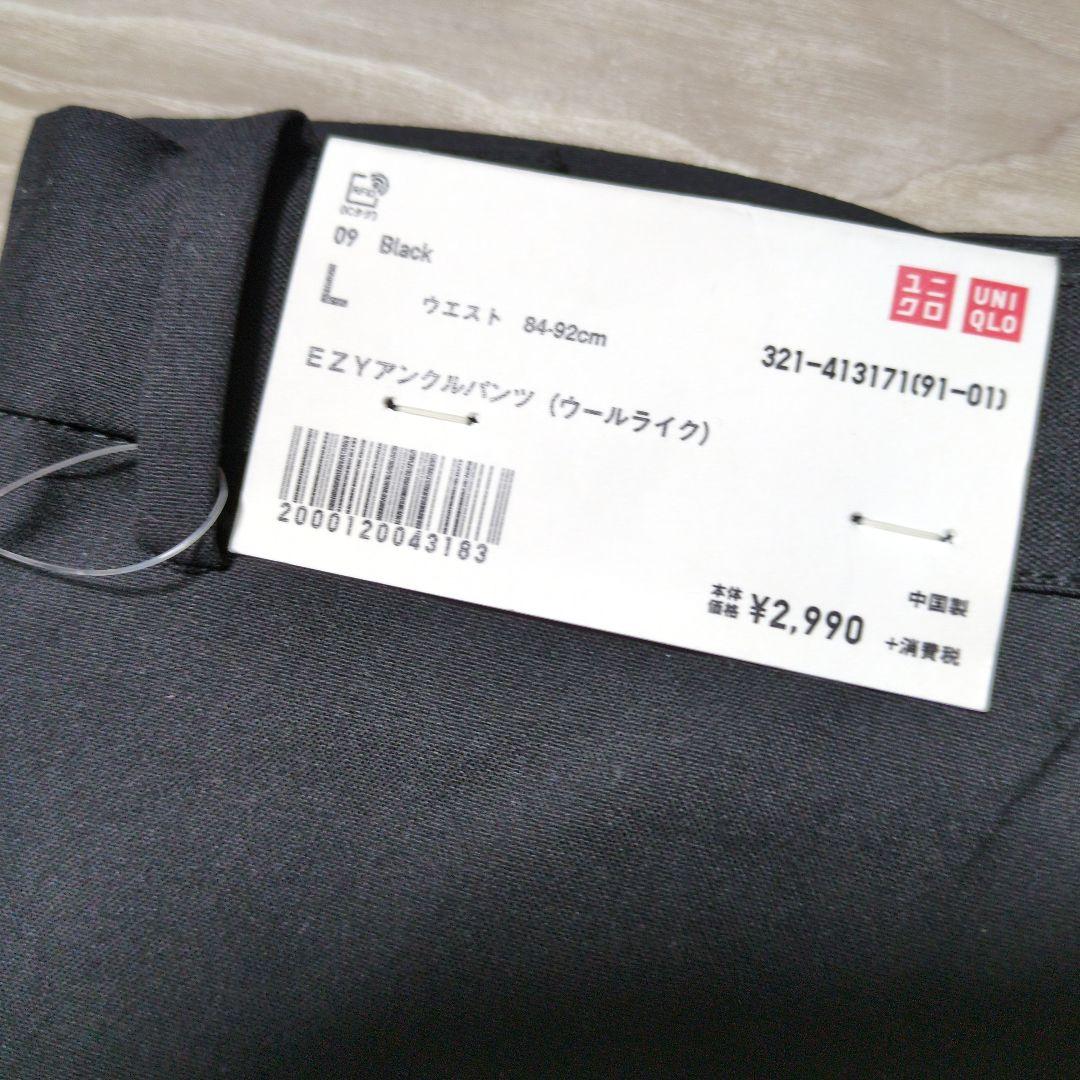 RFID
(ICタグ)
09 Black
L
ウエスト 84-92cm
ユニ
クロ
UNI
QLO
321-413171(91-01)
EZYアンクルパンツ (ウールライク)
2000120043183
本体
価格 ¥2,990
中国製
+消費税